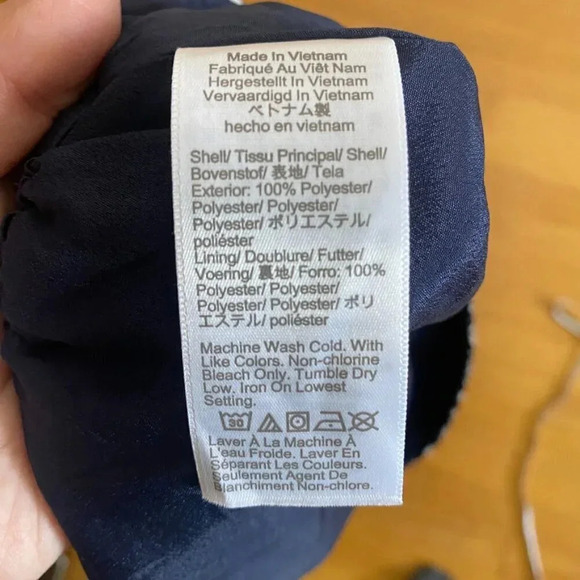 Made In Vietnam
Fabriqué Au Viêt Nam
Hergestellt In Vietnam
Vervaardigd In Vietnam
ベトナム製
hecho en vietnam
Shell/ Tissu Principal/ Shell/
Bovenstof/ 表地/ Tela
Exterior: 100% Polyester/
Polyester/ Polyester/
Polyester/ ポリエステル/
poliéster
Lining/ Doublure/ Futter/
Voering/ 裏地/ Forro: 100%
Polyester/ Polyester/
Polyester/ Polyester/ ポリ
エステル/ poliéster
Machine Wash Cold. With
Like Colors. Non-chlorine
Bleach Only. Tumble Dry
Low. Iron On Lowest
Setting.
30
Laver À La Machine À
L'eau Froide. Laver En
Séparant Les Couleurs.
Seulement Agent De
Blanchiment Non-chlore.